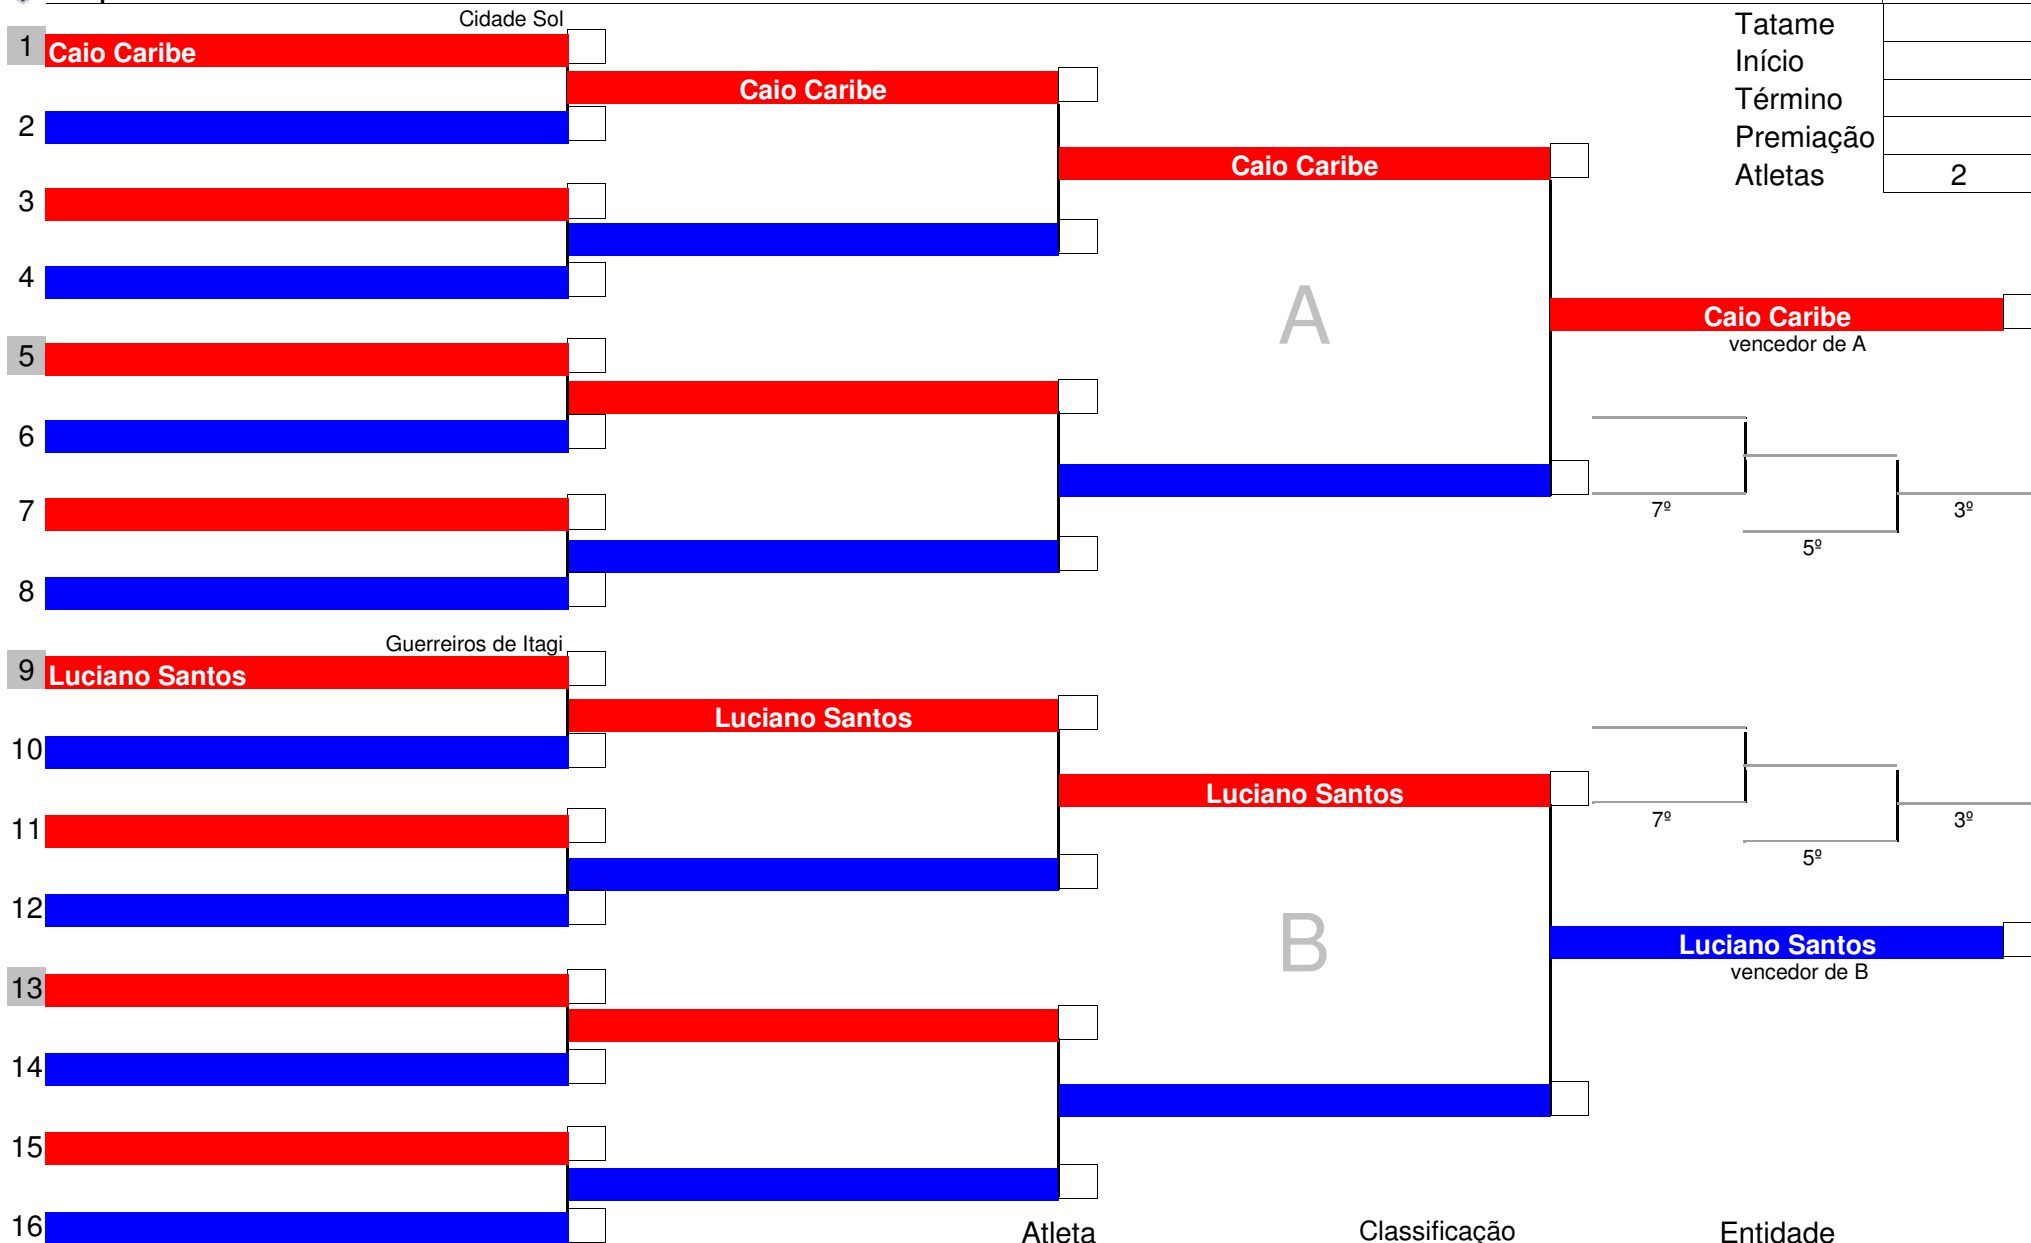 Cidade Sol
Tatame
1 Caio Caribe
Início
Caio Caribe
Término
2
Premiação
Caio Caribe
Atletas 2
3
4
A
Caio Caribe
vencedor de A
5
6
7
7º 3º
5º
8
Guerreiros de Itagi
9 Luciano Santos
Luciano Santos
10
Luciano Santos
11
7º 3º
5º
12
B
Luciano Santos
vencedor de B
13
14
15
16
Atleta Classificação Entidade